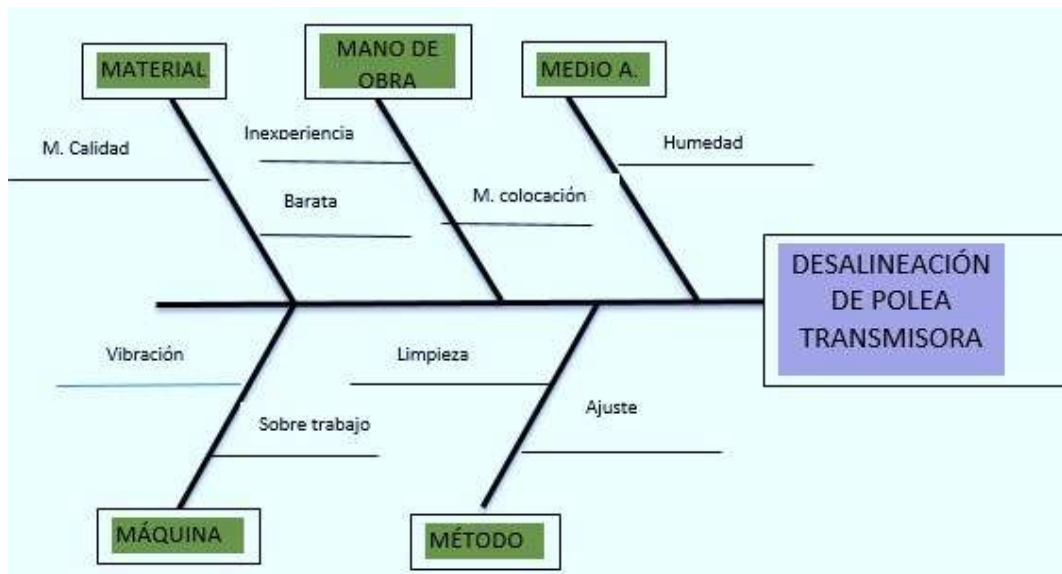 MATERIAL
MANO DE
OBRA
MEDIO A.
M. Calidad
Inexperiencia
Humedad
Barata
M. colocación
DESALINEACIÓN
DE POLEA
TRANSMISORA
Vibración
Limpieza
Sobre trabajo
Ajuste
MÁQUINA
MÉTODO